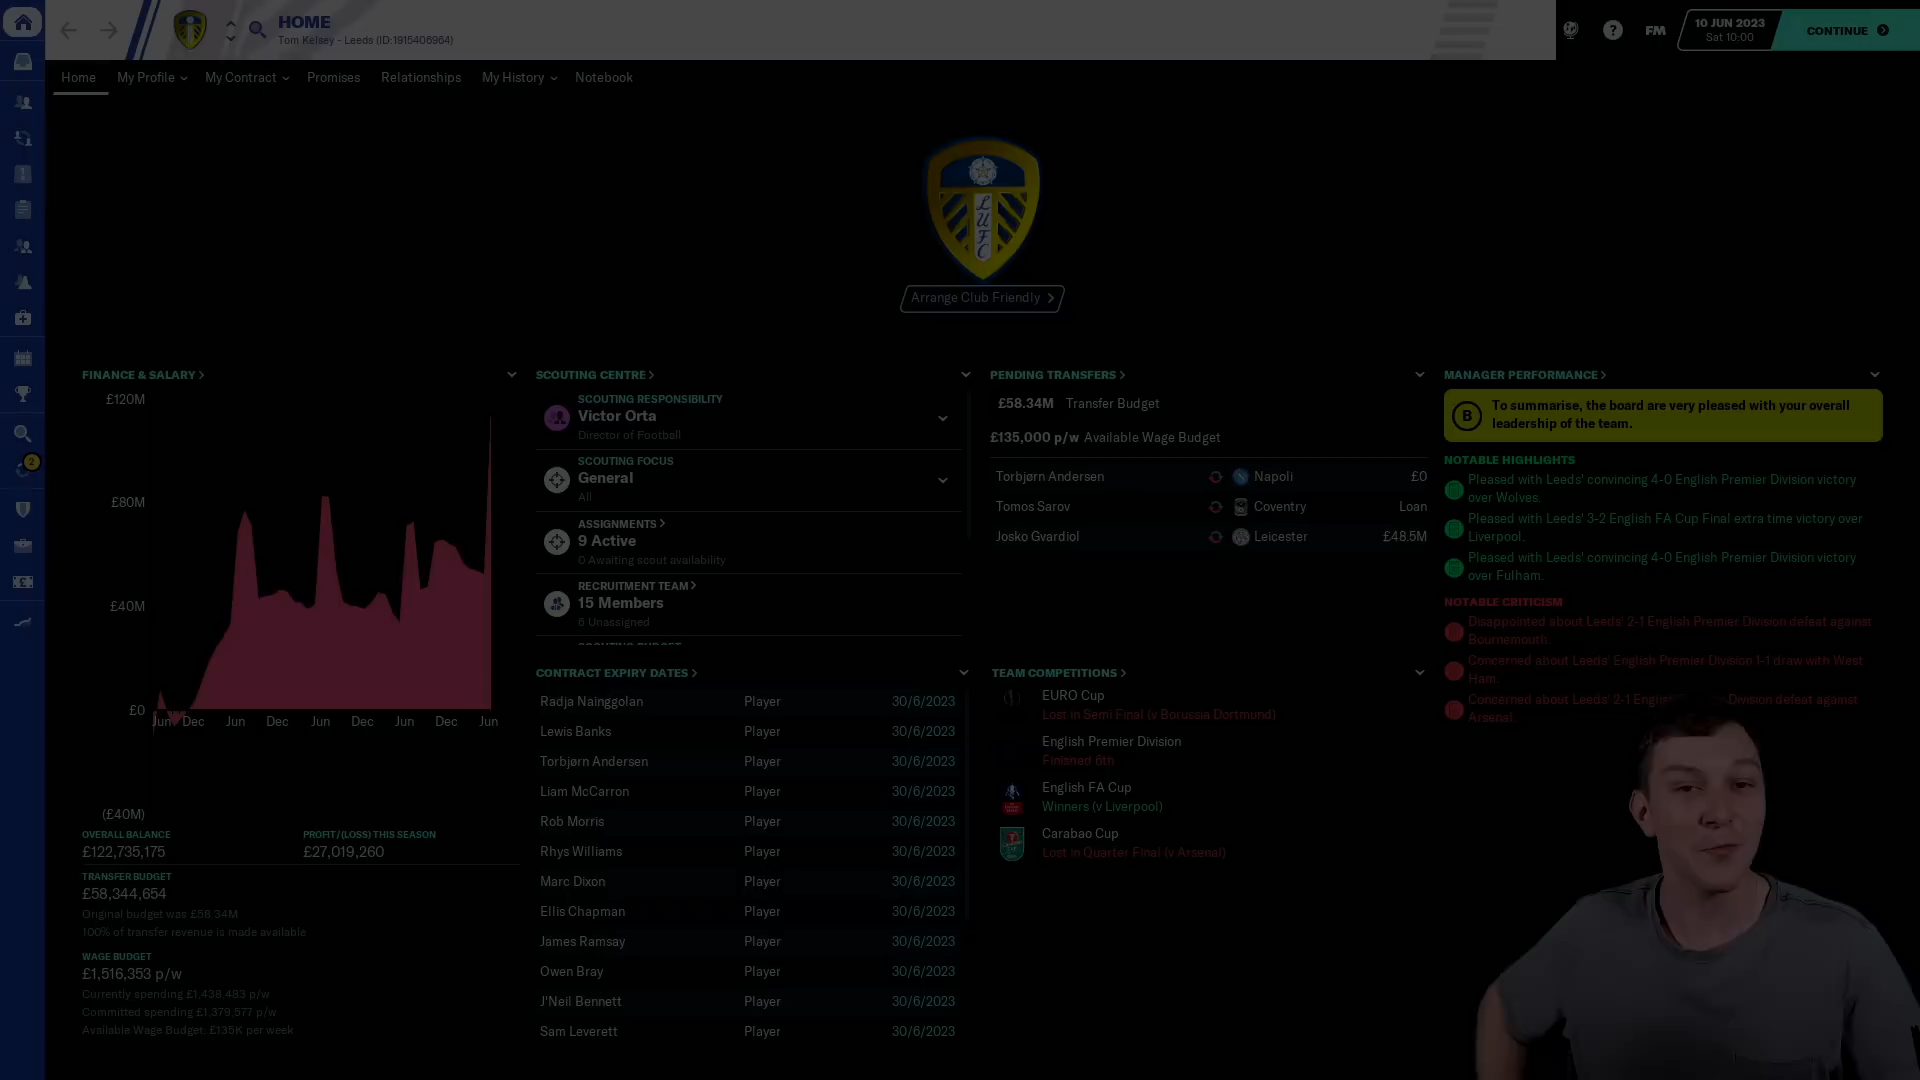 HOME
Tom Kelsey - Leeds (ID:1915406964)
FM
10 JUN 2023
Sat 10:00
CONTINUE
Home
My Profile
My Contract
Promises
Relationships
My History
Notebook
LUFC
Arrange Club Friendly
FINANCE & SALARY
£120M
£80M
£40M
£0
Jun Dec Jun Dec Jun Dec Jun Dec Jun
(£40M)
OVERALL BALANCE
£122,735,175
PROFIT/(LOSS) THIS SEASON
£27,019,260
TRANSFER BUDGET
£58,344,654
Original budget was £58.34M
100% of transfer revenue is made available
WAGE BUDGET
£1,516,353 p/w
Currently spending £1,438,483 p/w
Committed spending £1,379,577 p/w
Available Wage Budget: £135K per week
SCOUTING CENTRE
SCOUTING RESPONSIBILITY
Victor Orta
Director of Football
SCOUTING FOCUS
General
All
ASSIGNMENTS
9 Active
0 Awaiting scout availability
RECRUITMENT TEAM
15 Members
6 Unassigned
CONTRACT EXPIRY DATES
Radja Nainggolan Player 30/6/2023
Lewis Banks Player 30/6/2023
Torbjørn Andersen Player 30/6/2023
Liam McCarron Player 30/6/2023
Rob Morris Player 30/6/2023
Rhys Williams Player 30/6/2023
Marc Dixon Player 30/6/2023
Ellis Chapman Player 30/6/2023
James Ramsay Player 30/6/2023
Owen Bray Player 30/6/2023
J'Neil Bennett Player 30/6/2023
Sam Leverett Player 30/6/2023
PENDING TRANSFERS
£58.34M Transfer Budget
£135,000 p/w Available Wage Budget
Torbjørn Andersen Napoli £0
Tomos Sarov Coventry Loan
Josko Gvardiol Leicester £48.5M
TEAM COMPETITIONS
EURO Cup
Lost in Semi Final (v Borussia Dortmund)
English Premier Division
Finished 6th
English FA Cup
Winners (v Liverpool)
Carabao Cup
Lost in Quarter Final (v Arsenal)
MANAGER PERFORMANCE
B
To summarise, the board are very pleased with your overall
leadership of the team.
NOTABLE HIGHLIGHTS
Pleased with Leeds' convincing 4-0 English Premier Division victory
over Wolves.
Pleased with Leeds' 3-2 English FA Cup Final extra time victory over
Liverpool.
Pleased with Leeds' convincing 4-0 English Premier Division victory
over Fulham.
NOTABLE CRITICISM
Disappointed about Leeds' 2-1 English Premier Division defeat against
Bournemouth.
Concerned about Leeds' English Premier Division 1-1 draw with West
Ham.
Concerned about Leeds' 2-1 Division defeat against
Arsenal.
2